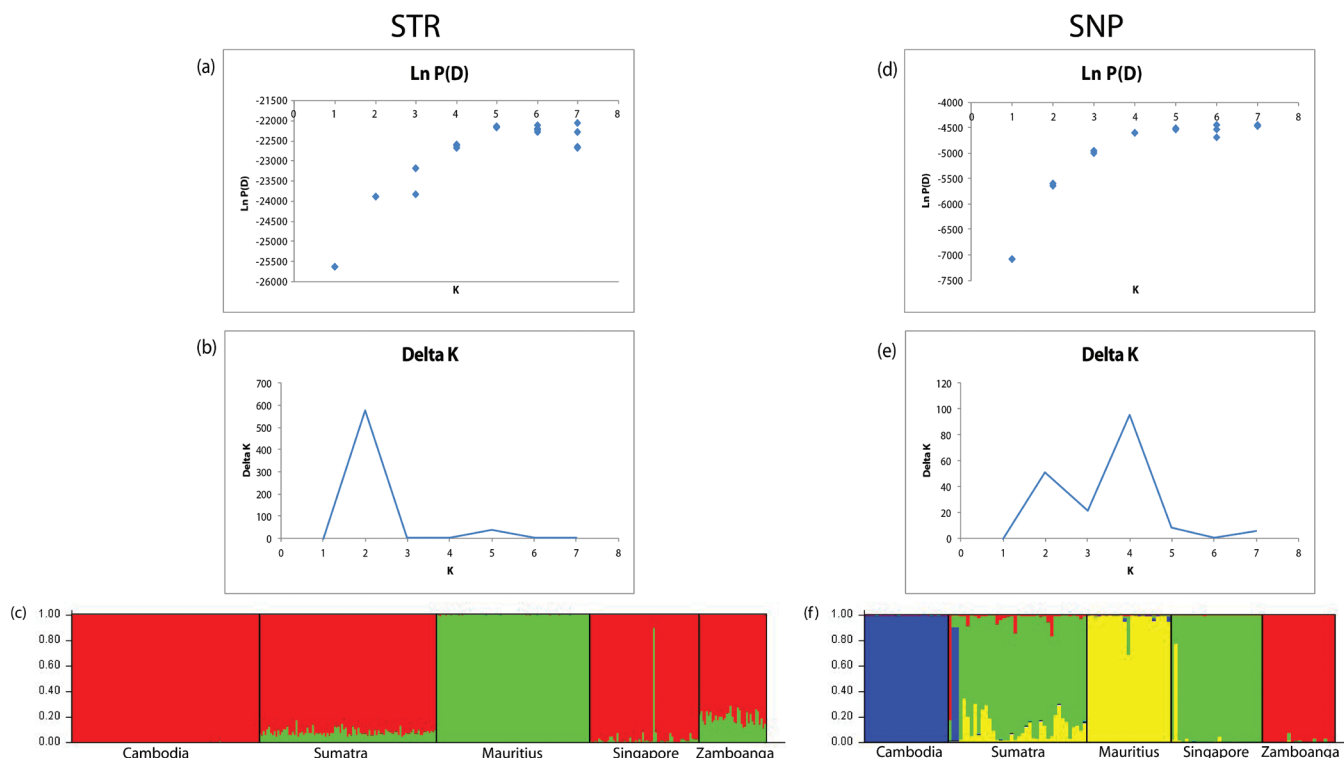 STR
SNP
(a)
Ln P(D)
-21500
0 1 2 3 4 5 6 7 8
-22000
-22500
-23000
-23500
-24000
-24500
-25000
-25500
-26000
Ln P(D)
K
(d)
Ln P(D)
-4000
0 1 2 3 4 5 6 7 8
-4500
-5000
-5500
-6000
-6500
-7000
-7500
Ln P(D)
K
(b)
Delta K
700
600
500
400
300
200
100
0
0 1 2 3 4 5 6 7 8
Delta K
K
(e)
Delta K
120
100
80
60
40
20
0
0 1 2 3 4 5 6 7 8
Delta K
K
(c)
1.00
0.80
0.60
0.40
0.20
0.00
Cambodia Sumatra Mauritius Singapore Zamboanga
(f)
1.00
0.80
0.60
0.40
0.20
0.00
Cambodia Sumatra Mauritius Singapore Zamboanga